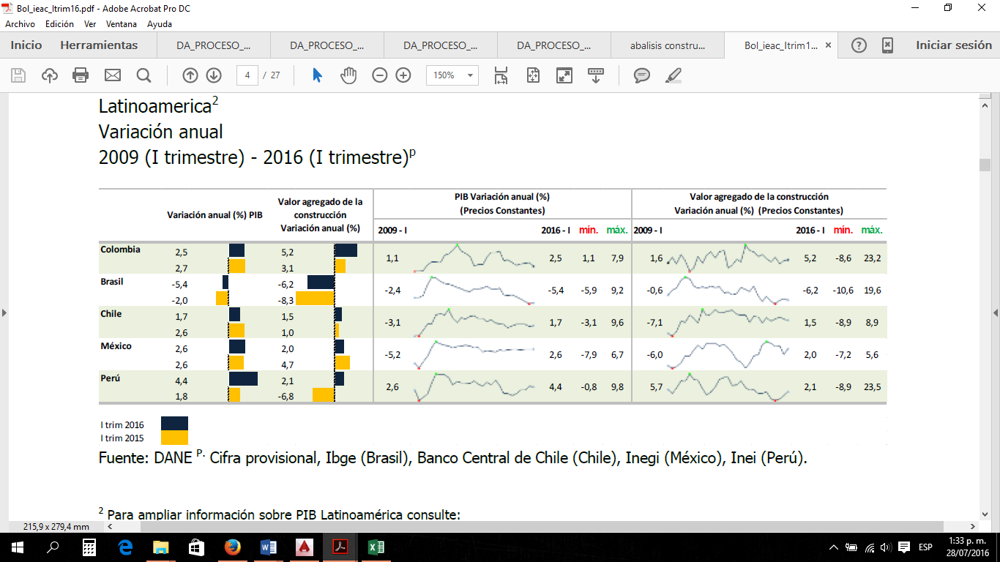 Bol_ieac_Itrim16.pdf - Adobe Acrobat Pro DC
Archivo Edición Ver Ventana Ayuda
Inicio Herramientas DA_PROCESO_... DA_PROCESO_... DA_PROCESO_... DA_PROCESO_... abalisis constru... Bol_ieac_Itrim1... × Iniciar sesión
4 / 27 150%
Latinoamerica2
Variación anual
2009 (I trimestre) - 2016 (I trimestre)p
Variación anual (%) PIB
Valor agregado de la
construcción
Variación anual (%)
PIB Variación anual (%)
(Precios Constantes)
Valor agregado de la construcción
Variación anual (%) (Precios Constantes)
2009 - I 2016 - I mín. máx. 2009 - I 2016 - I mín. máx.
Colombia 2,5 5,2 1,1 2,5 1,1 7,9 1,6 5,2 -8,6 23,2
2,7 3,1
Brasil -5,4 -6,2 -2,4 -5,4 -5,9 9,2 -0,6 -6,2 -10,6 19,6
-2,0 -8,3
Chile 1,7 1,5 -3,1 1,7 -3,1 9,6 -7,1 1,5 -8,9 8,9
2,6 1,0
México 2,6 2,0 -5,2 2,6 -7,9 6,7 -6,0 2,0 -7,2 5,6
2,6 4,7
Perú 4,4 2,1 2,6 4,4 -0,8 9,8 5,7 2,1 -8,9 23,5
1,8 -6,8
I trim 2016
I trim 2015
Fuente: DANE P. Cifra provisional, Ibge (Brasil), Banco Central de Chile (Chile), Inegi (México), Inei (Perú).
2 Para ampliar información sobre PIB Latinoamérica consulte:
215,9 x 279,4 mm
ESP 1:33 p. m.
28/07/2016